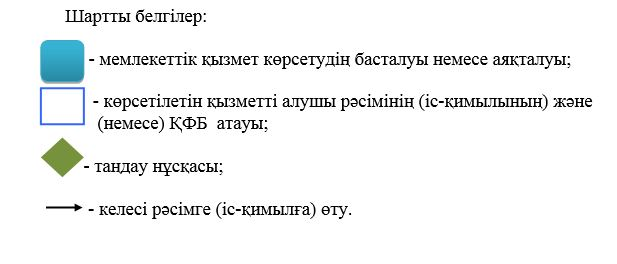 Шартты белгілер:
- мемлекеттік қызмет көрсетудің басталуы немесе аяқталуы;
- көрсетілетін қызметті алушы рәсімінің (іс-қимылының) және
(немесе) ҚФБ атауы;
- таңдау нұсқасы;
- келесі рәсімге (іс-қимылға) өту.